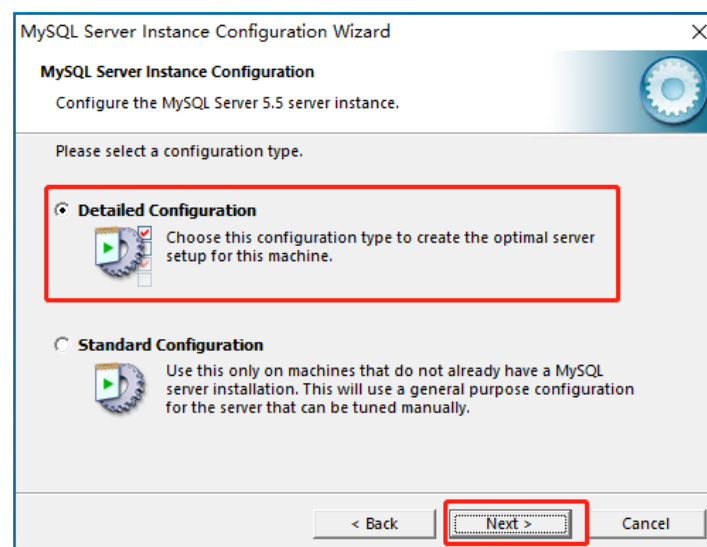 MySQL Server Instance Configuration Wizard
MySQL Server Instance Configuration
Configure the MySQL Server 5.5 server instance.
Please select a configuration type.
Detailed Configuration
Choose this configuration type to create the optimal server
setup for this machine.
Standard Configuration
Use this only on machines that do not already have a MySQL
server installation. This will use a general purpose configuration
for the server that can be tuned manually.
< Back
Next >
Cancel